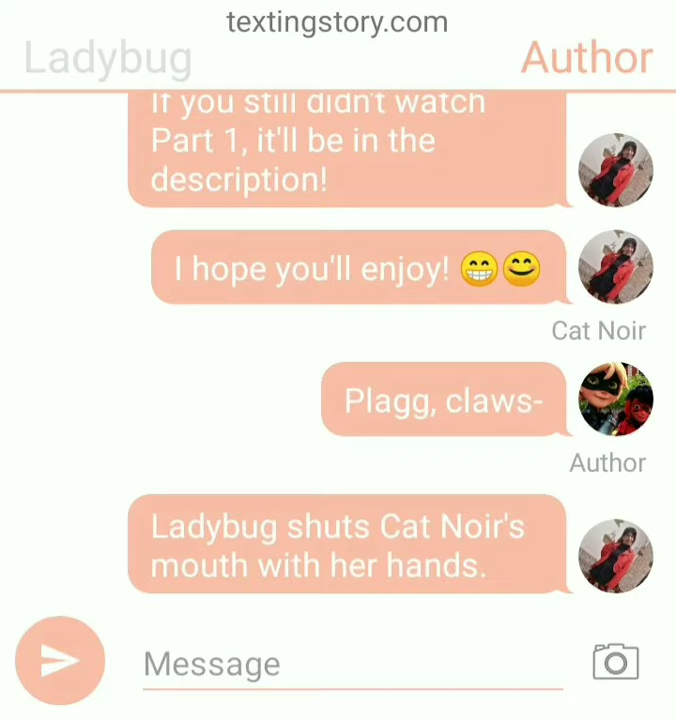 textingstory.com
Ladybug
Author
If you still didn't watch
Part 1, it'll be in the
description!
I hope you'll enjoy! 😁😊
Cat Noir
Plagg, claws-
Author
Ladybug shuts Cat Noir's
mouth with her hands.
Message